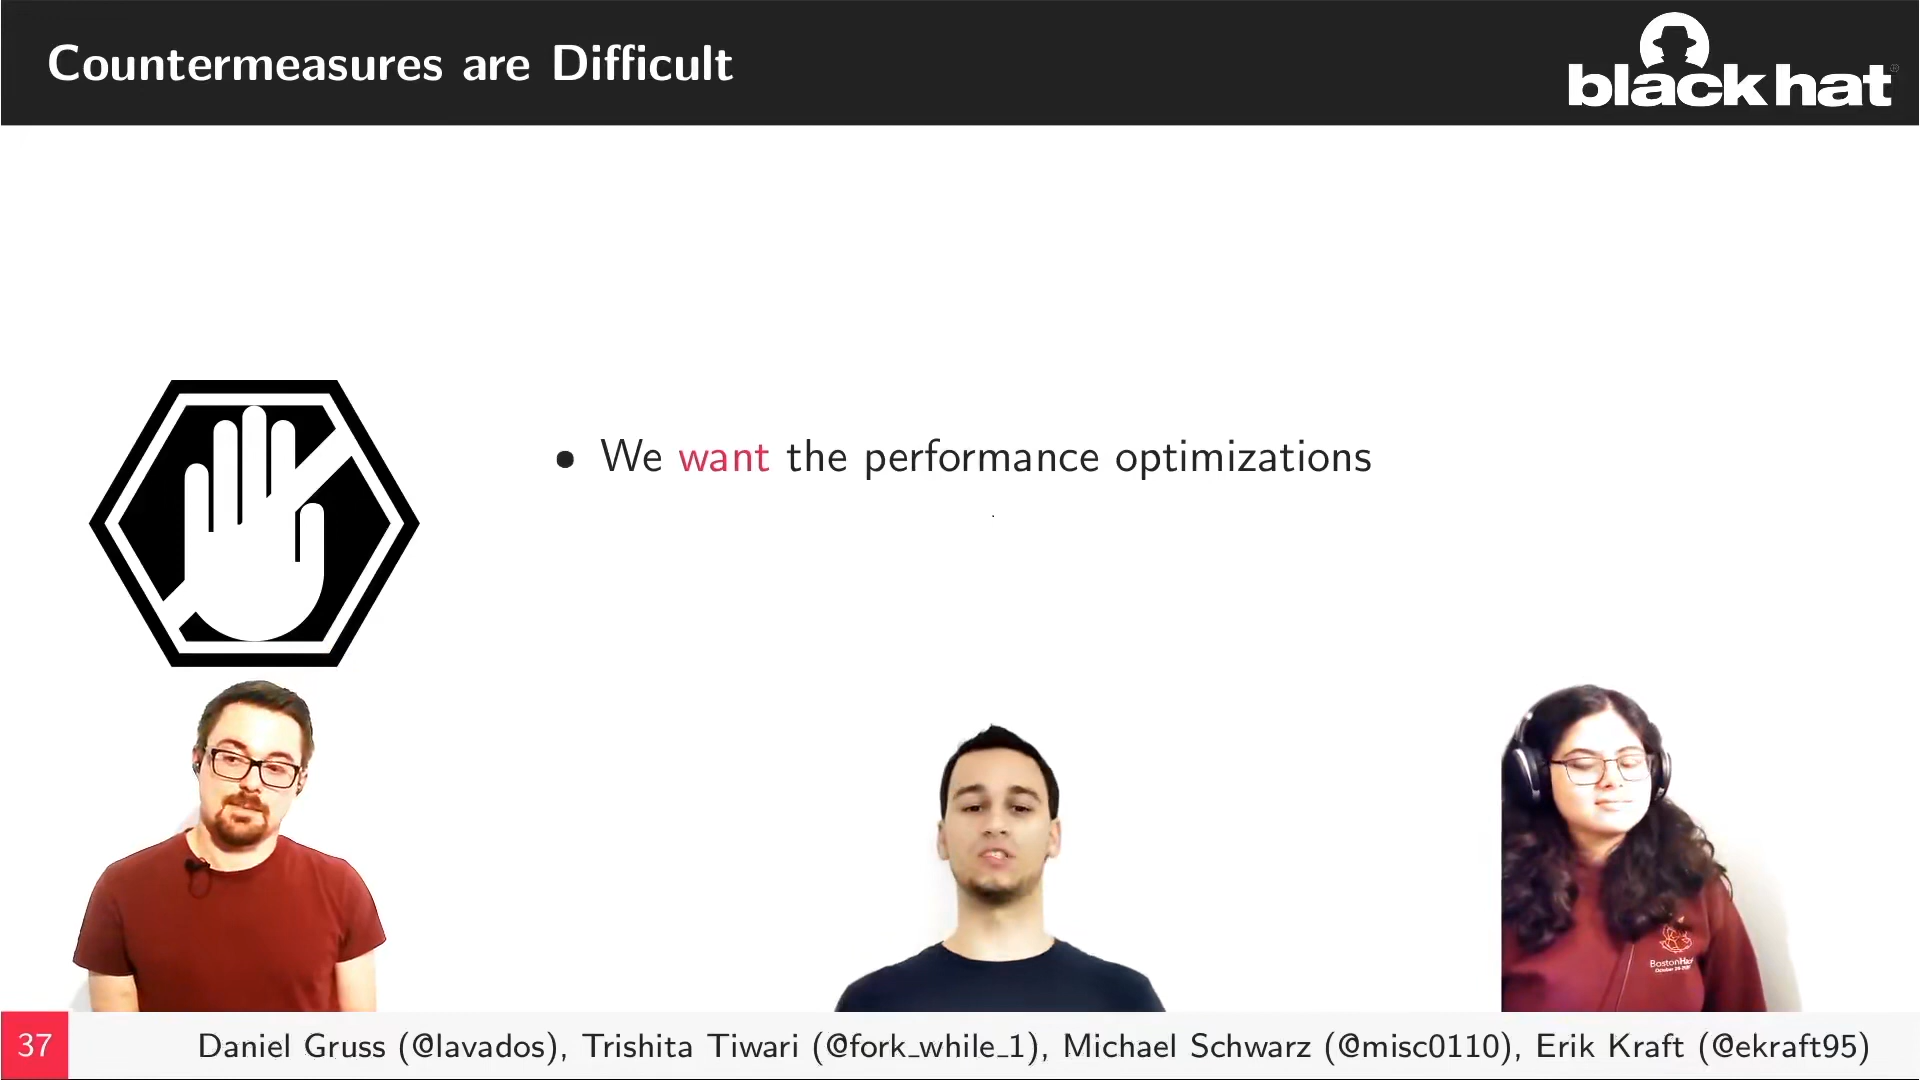 Countermeasures are Difficult
black hat
• We want the performance optimizations
37
Daniel Gruss (@lavados), Trishita Tiwari (@fork_while_1), Michael Schwarz (@misc0110), Erik Kraft (@ekraft95)